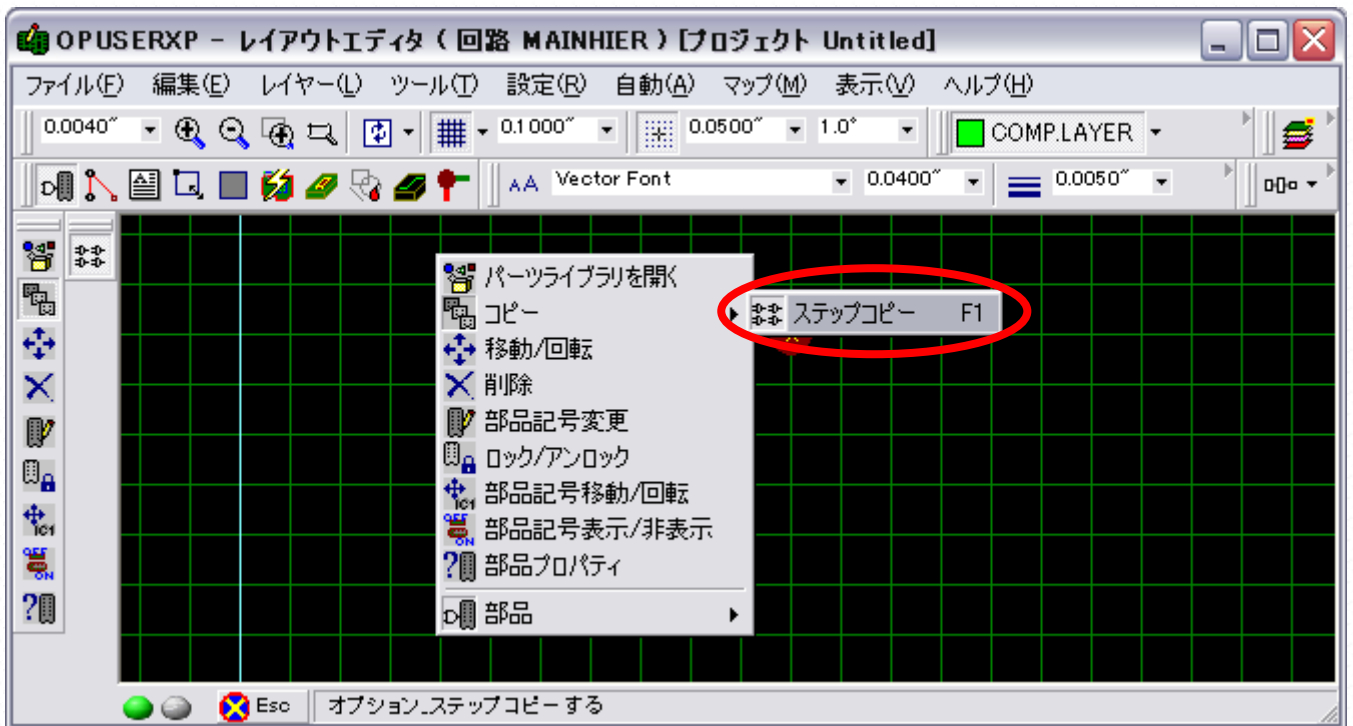 OPUSERXP - レイアウトエディタ ( 回路 MAINHIER ) [プロジェクト Untitled]
ファイル(F) 編集(E) レイヤー(L) ツール(T) 設定(R) 自動(A) マップ(M) 表示(V) ヘルプ(H)
0.0040" 0.1000" 0.0500" 1.0° COMP.LAYER
AA Vector Font 0.0400" 0.0050"
パーツライブラリを開く
コピー
ステップコピー F1
移動/回転
削除
部品記号変更
ロック/アンロック
部品記号移動/回転
部品記号表示/非表示
部品プロパティ
部品
IC1
OFF
ON
Esc オプション_ステップコピーする